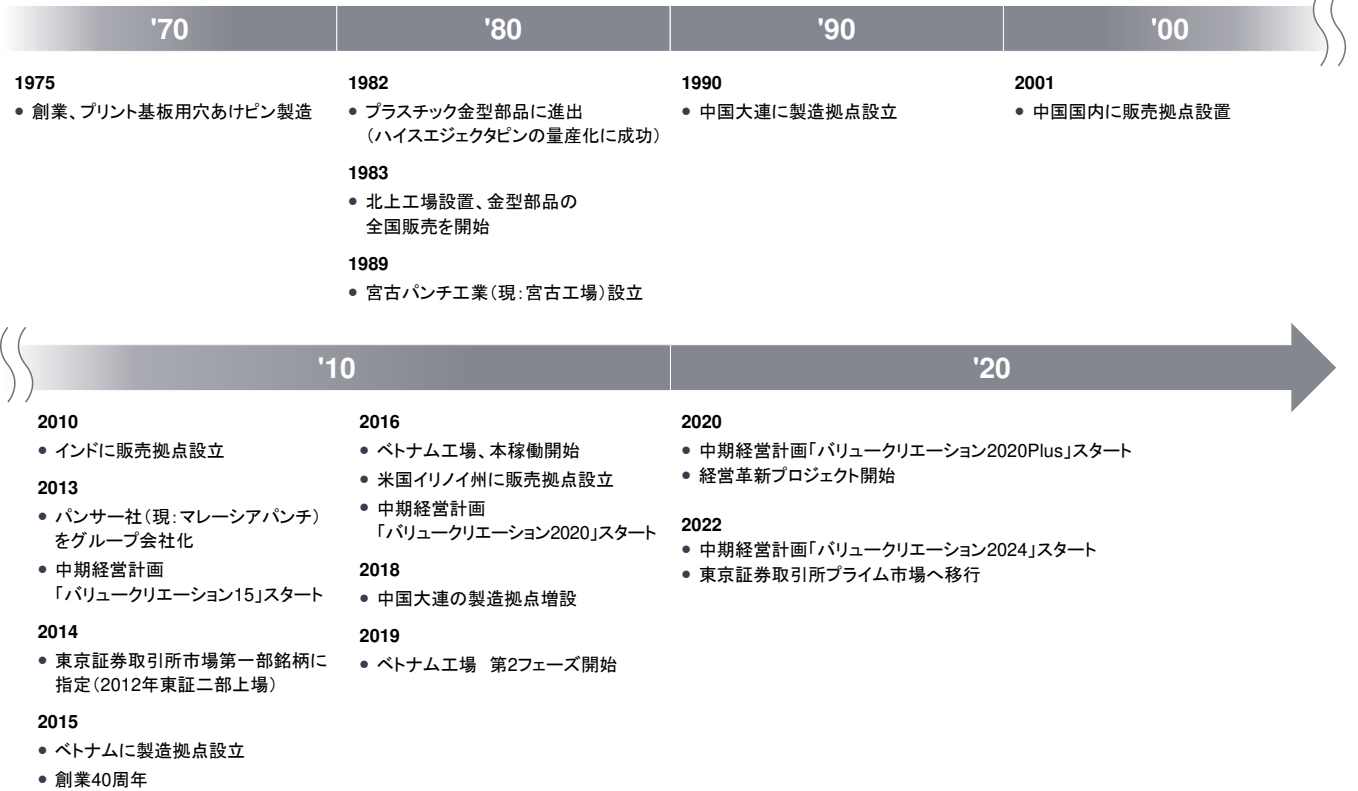 '70
'80
'90
'00
1975
● 創業、プリント基板用穴あけピン製造
1982
● プラスチック金型部品に進出
（ハイスエジェクタピンの量産化に成功）
1983
● 北上工場設置、金型部品の
全国販売を開始
1989
● 宮古パンチ工業（現：宮古工場）設立
1990
● 中国大連に製造拠点設立
2001
● 中国国内に販売拠点設置
'10
'20
2010
● インドに販売拠点設立
2013
● パンサー社（現：マレーシアパンチ）
をグループ会社化
● 中期経営計画
「バリュークリエーション15」スタート
2014
● 東京証券取引所市場第一部銘柄に
指定（2012年東証二部上場）
2015
● ベトナムに製造拠点設立
● 創業40周年
2016
● ベトナム工場、本稼働開始
● 米国イリノイ州に販売拠点設立
● 中期経営計画
「バリュークリエーション2020」スタート
2018
● 中国大連の製造拠点増設
2019
● ベトナム工場　第2フェーズ開始
2020
● 中期経営計画「バリュークリエーション2020Plus」スタート
● 経営革新プロジェクト開始
2022
● 中期経営計画「バリュークリエーション2024」スタート
● 東京証券取引所プライム市場へ移行